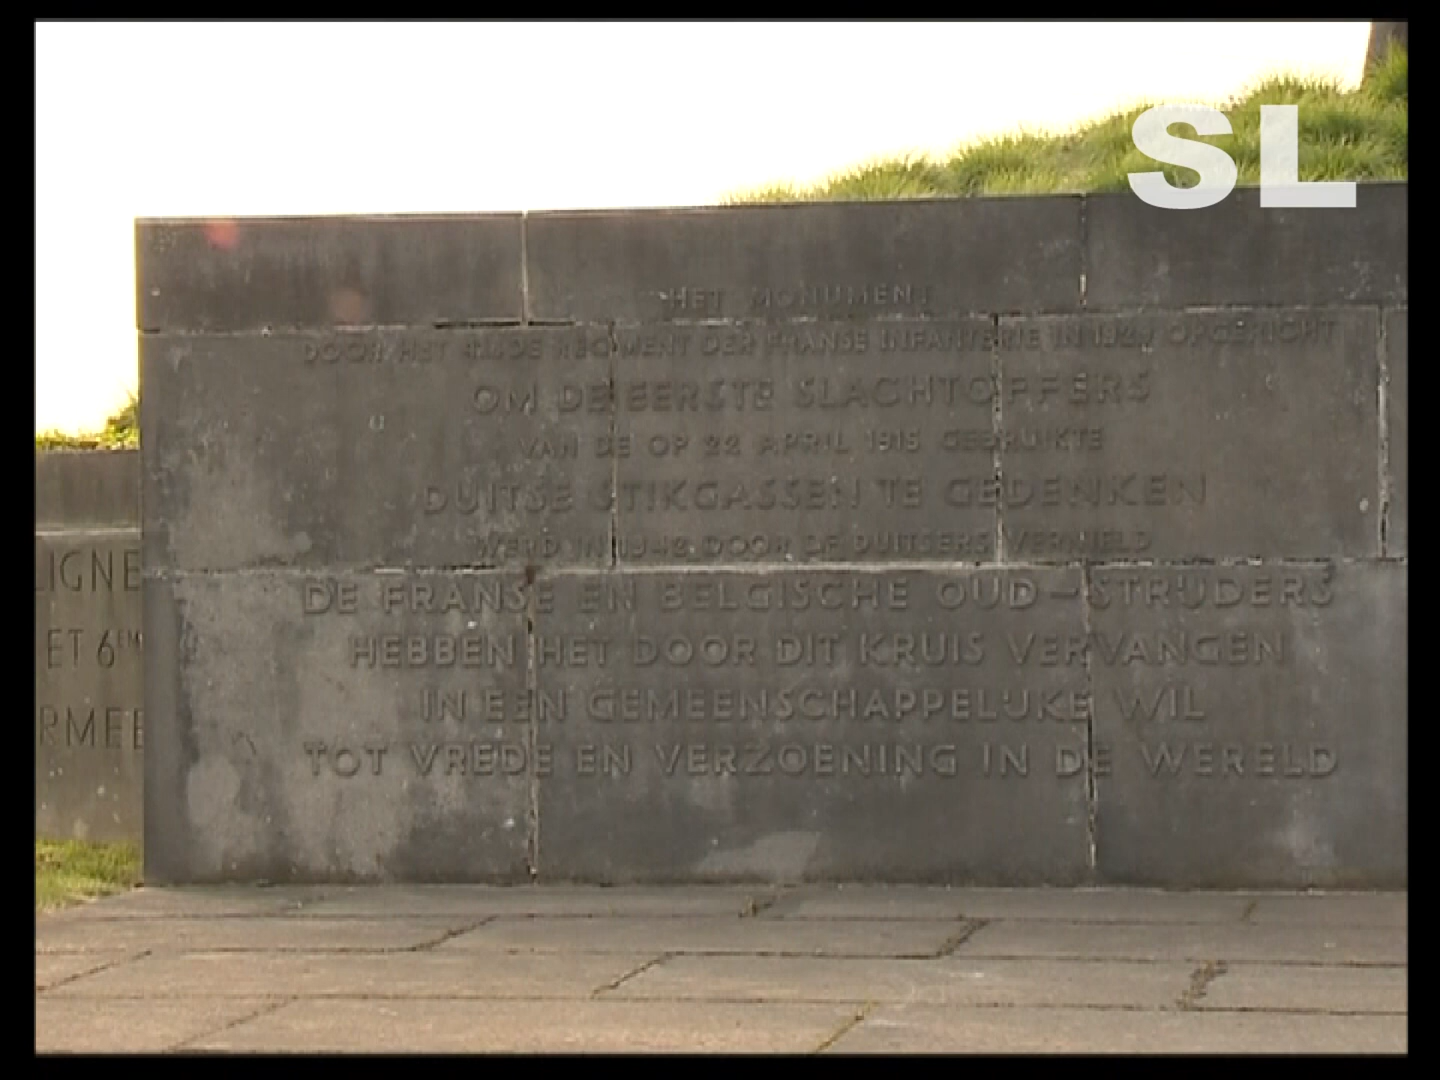 SL
HET MONUMENT
DOOR HET DE REGIMENT DER FRANSE INFANTERIE IN OPGERICHT
OM DE EERSTE SLACHTOFFERS
VAN DE OP 22 APRIL 1915 GEBRUIKTE
DUITSE STIKGASSEN TE GEDENKEN
WERD IN 1942 DOOR DE DUITSERS VERNIELD
DE FRANSE EN BELGISCHE OUD-STRIJDERS
HEBBEN HET DOOR DIT KRUIS VERVANGEN
IN EEN GEMEENSCHAPPELIJKE WIL
TOT VREDE EN VERZOENING IN DE WERELD
LIGNE
ET 6EME
RMEE